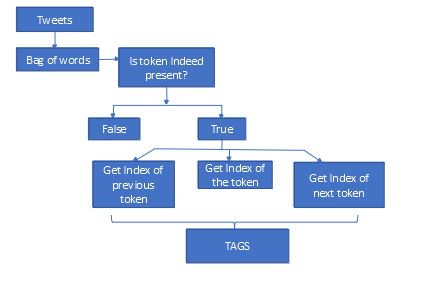 Tweets
Bag of words
Is token Indeed
present?
False
True
Get Index of
previous
token
Get Index of
the token
Get Index of
next token
TAGS